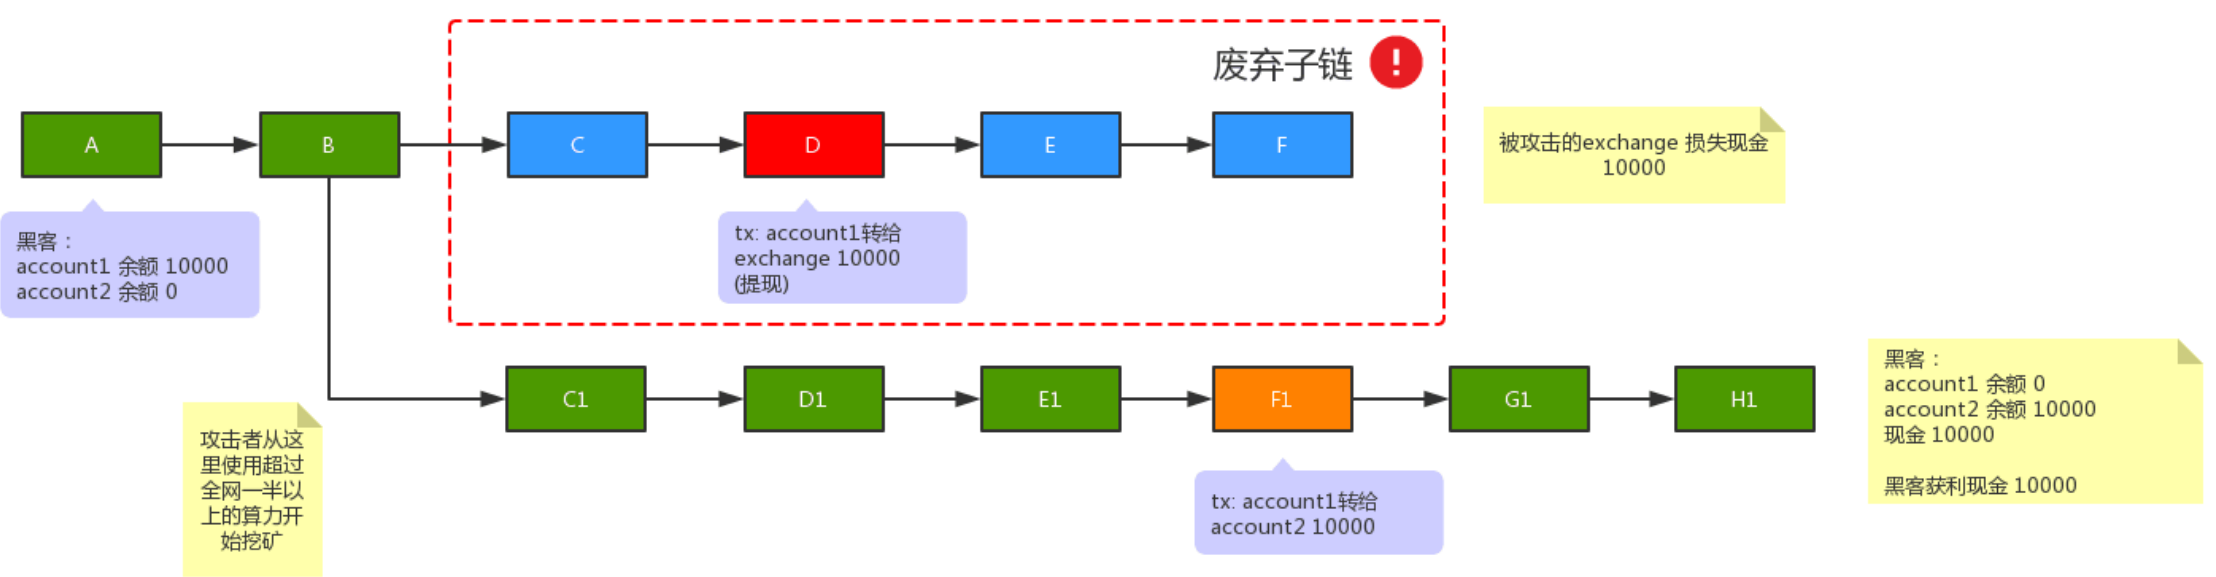 废弃子链
A
B
C
D
E
F
被攻击的exchange 损失现金
10000
黑客：
account1 余额 10000
account2 余额 0
tx: account1转给
exchange 10000
(提现)
C1
D1
E1
F1
G1
H1
攻击者从这
里使用超过
全网一半以
上的算力开
始挖矿
tx: account1转给
account2 10000
黑客：
account1 余额 0
account2 余额 10000
现金 10000
黑客获利现金 10000